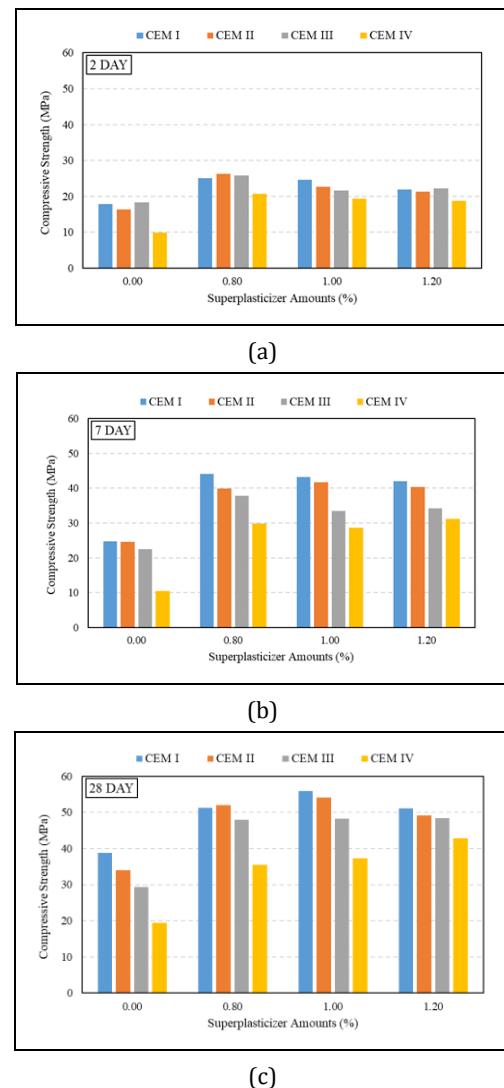 CEM I CEM II CEM III CEM IV
2 DAY
Compressive Strength (MPa)
60
50
40
30
20
10
0
0.00 0.80 1.00 1.20
Superplasticizer Amounts (%)
(a)
CEM I CEM II CEM III CEM IV
7 DAY
Compressive Strength (MPa)
60
50
40
30
20
10
0
0.00 0.80 1.00 1.20
Superplasticizer Amounts (%)
(b)
CEM I CEM II CEM III CEM IV
28 DAY
Compressive Strength (MPa)
60
50
40
30
20
10
0
0.00 0.80 1.00 1.20
Superplasticizer Amounts (%)
(c)